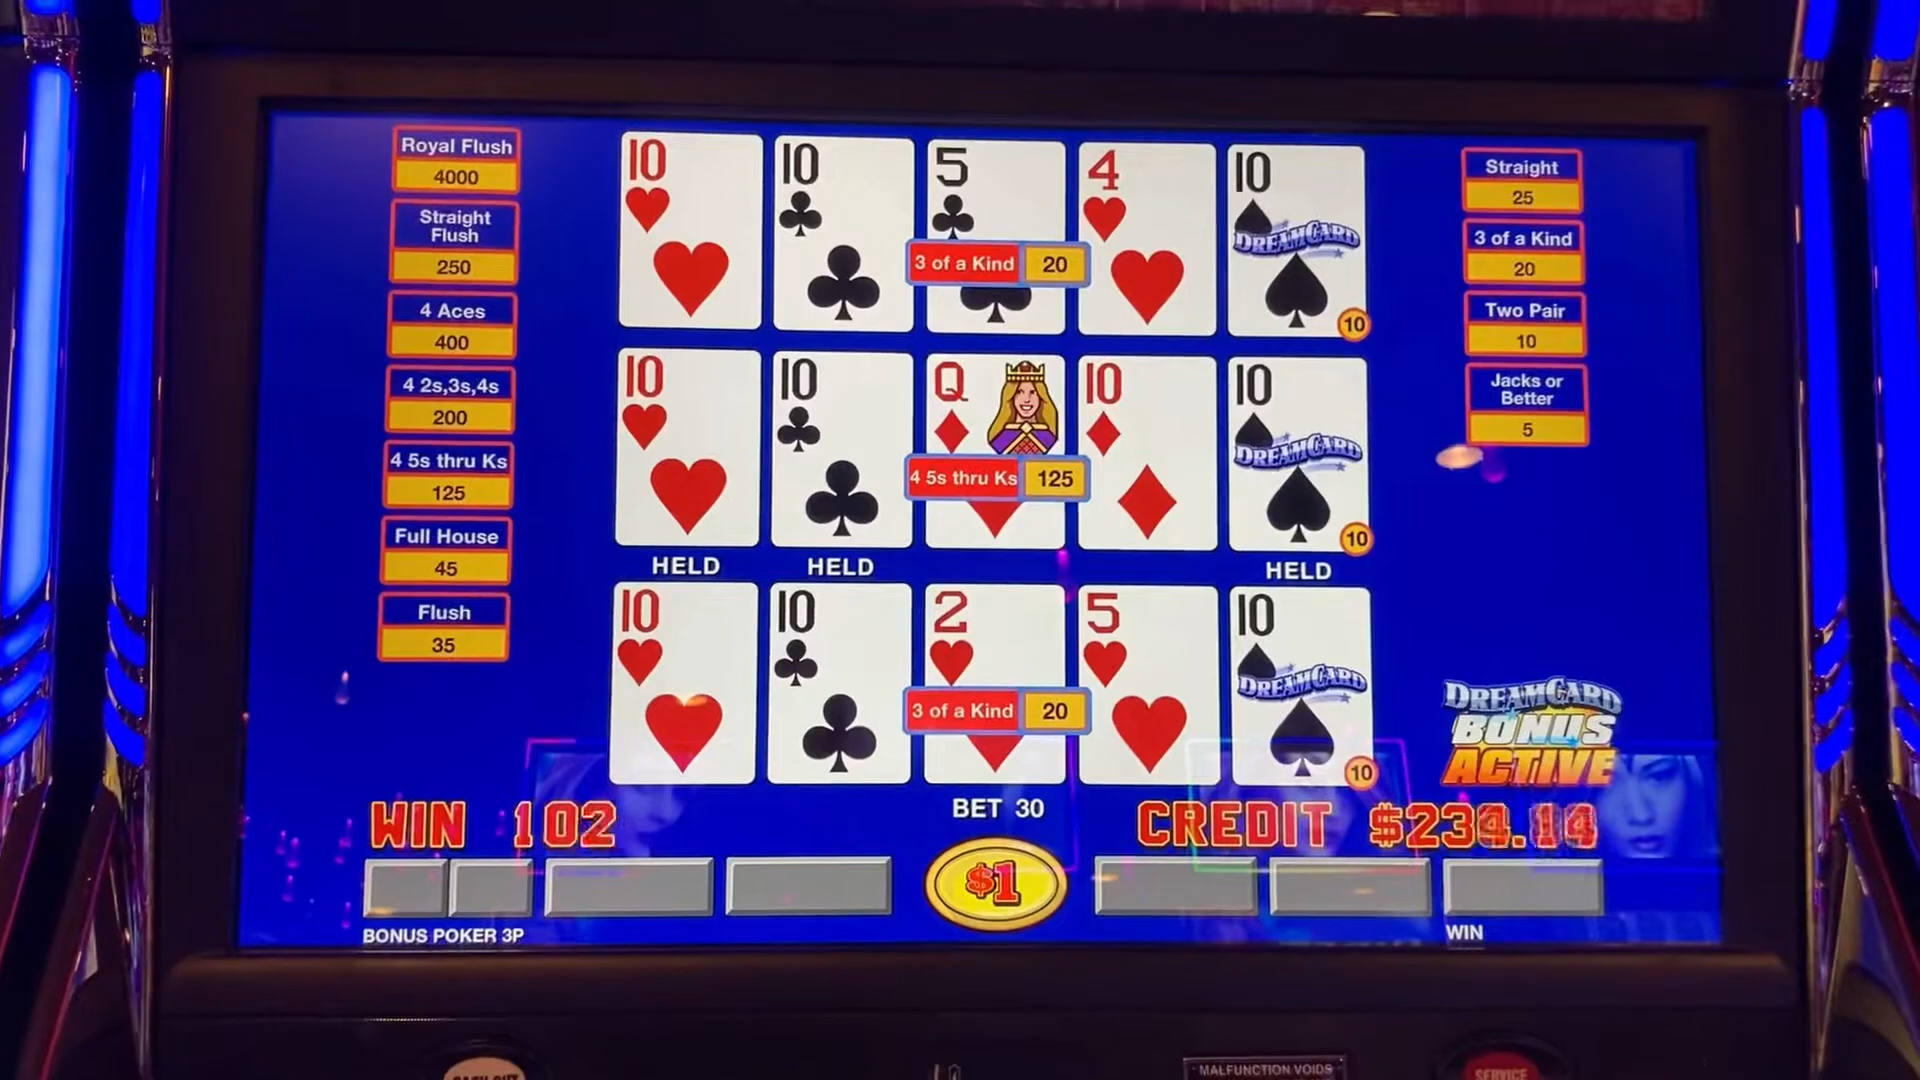 Royal Flush
4000
Straight
Flush
250
4 Aces
400
4 2s,3s,4s
200
4 5s thru Ks
125
Full House
45
Flush
35
10
10
5
4
10
DREAMCARD
10
3 of a Kind 20
10
10
Q
10
10
DREAMCARD
10
4 5s thru Ks 125
HELD HELD HELD
10
10
2
5
10
DREAMCARD
10
3 of a Kind 20
Straight
25
3 of a Kind
20
Two Pair
10
Jacks or
Better
5
DREAMCARD
BONUS
ACTIVE
WIN 102
BET 30
CREDIT
$1
BONUS POKER 3P
WIN
MALFUNCTION VOIDS
SERVICE
CASH OUT